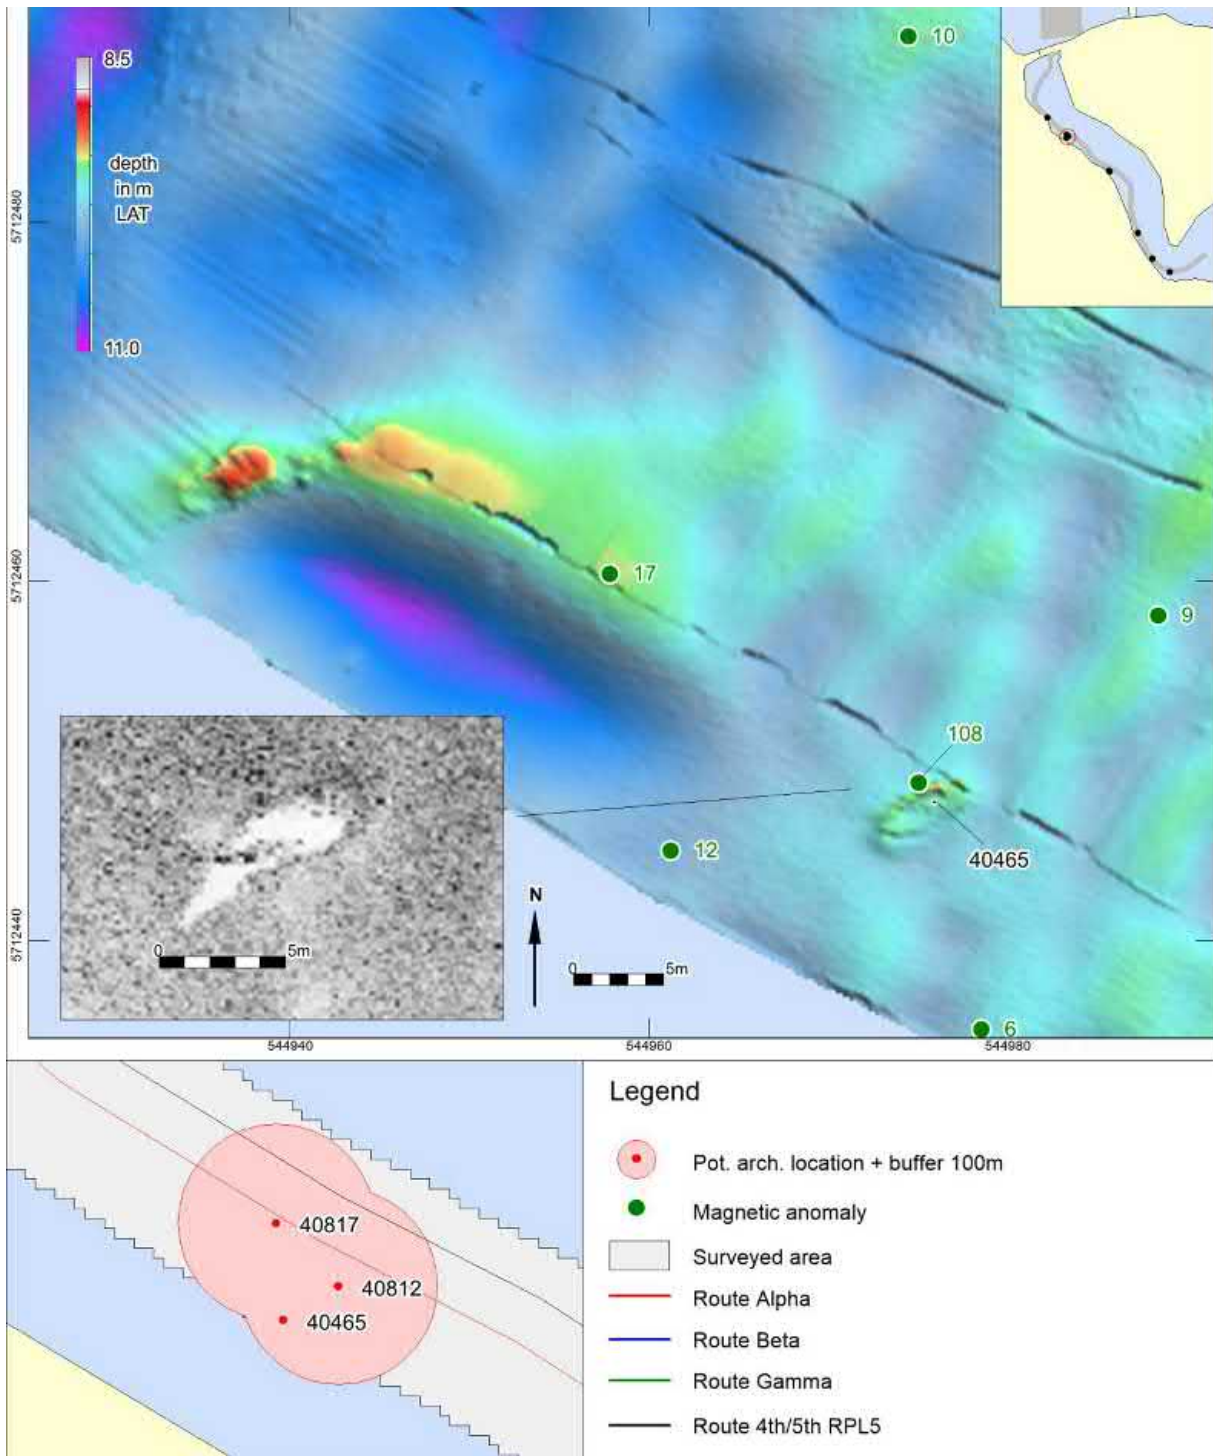 8.5
depth
in m
LAT
11.0
10
5712480
17
5712460
9
108
12
40465
5712440
0 5m
N
0 5m
6
544940 544960 544980
40817
40812
40465
Legend
Pot. arch. location + buffer 100m
Magnetic anomaly
Surveyed area
Route Alpha
Route Beta
Route Gamma
Route 4th/5th RPL5